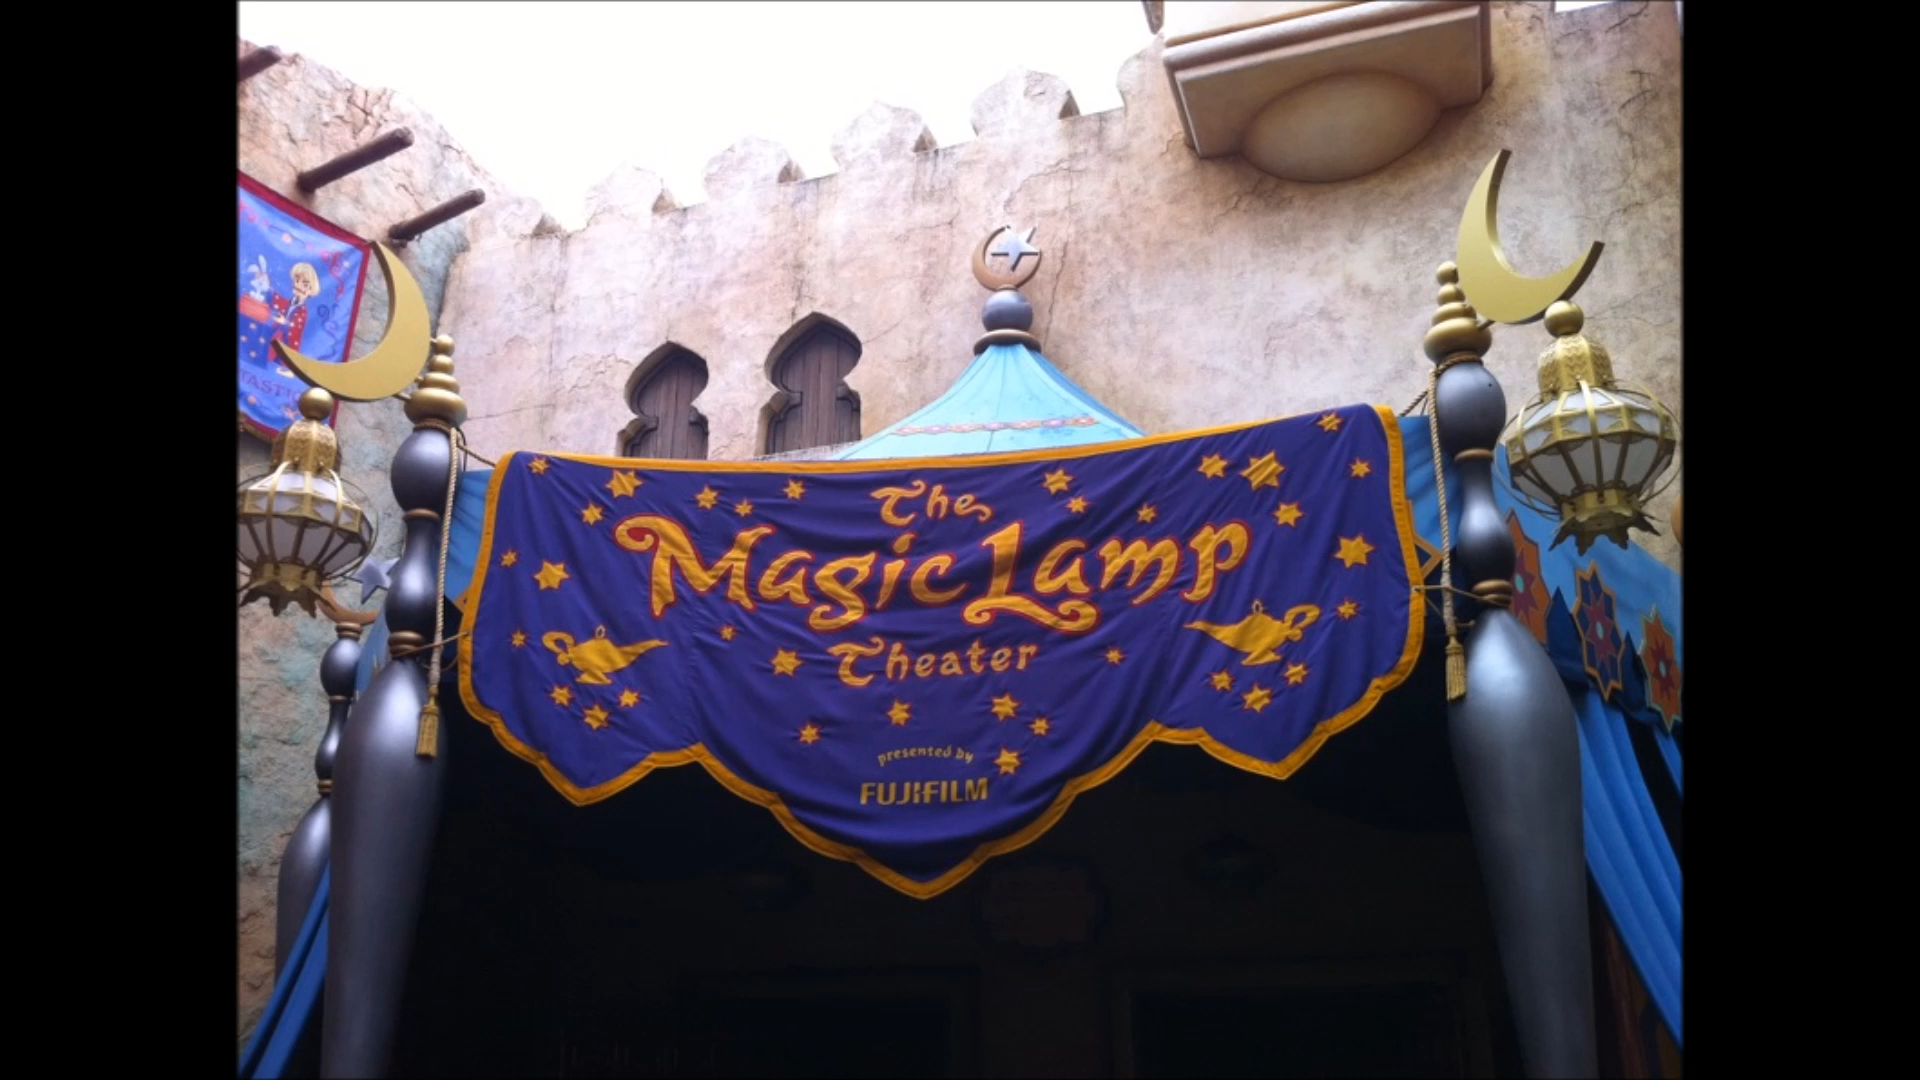 The
Magic Lamp
Theater
presented by
FUJIFILM